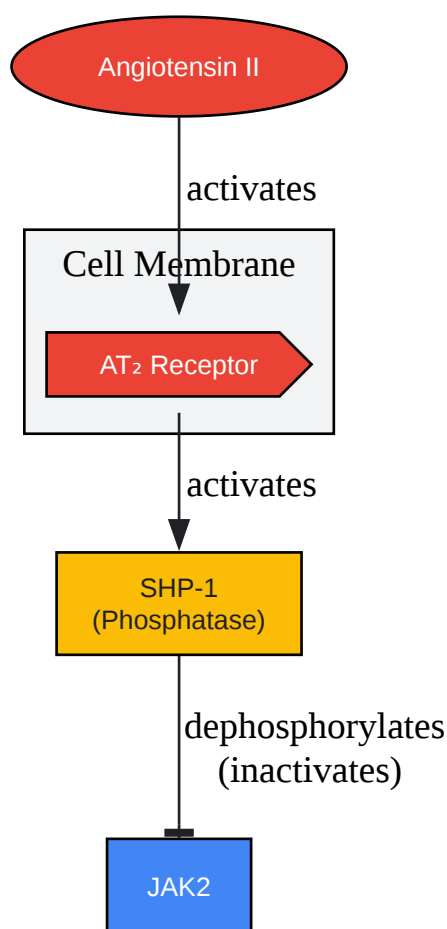 Angiotensin II
activates
Cell Membrane
AT₂ Receptor
activates
SHP-1
(Phosphatase)
dephosphorylates
(inactivates)
JAK2